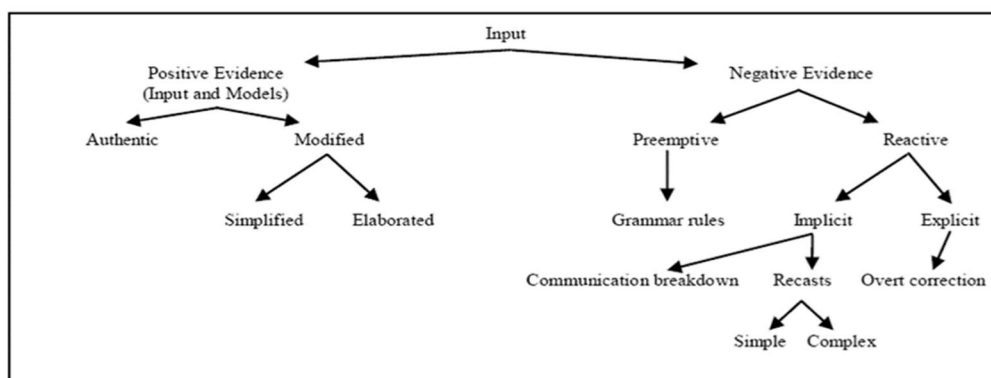 Input
Positive Evidence
(Input and Models)
Negative Evidence
Authentic
Modified
Preemptive
Reactive
Simplified
Elaborated
Grammar rules
Implicit
Explicit
Communication breakdown
Recasts
Overt correction
Simple
Complex